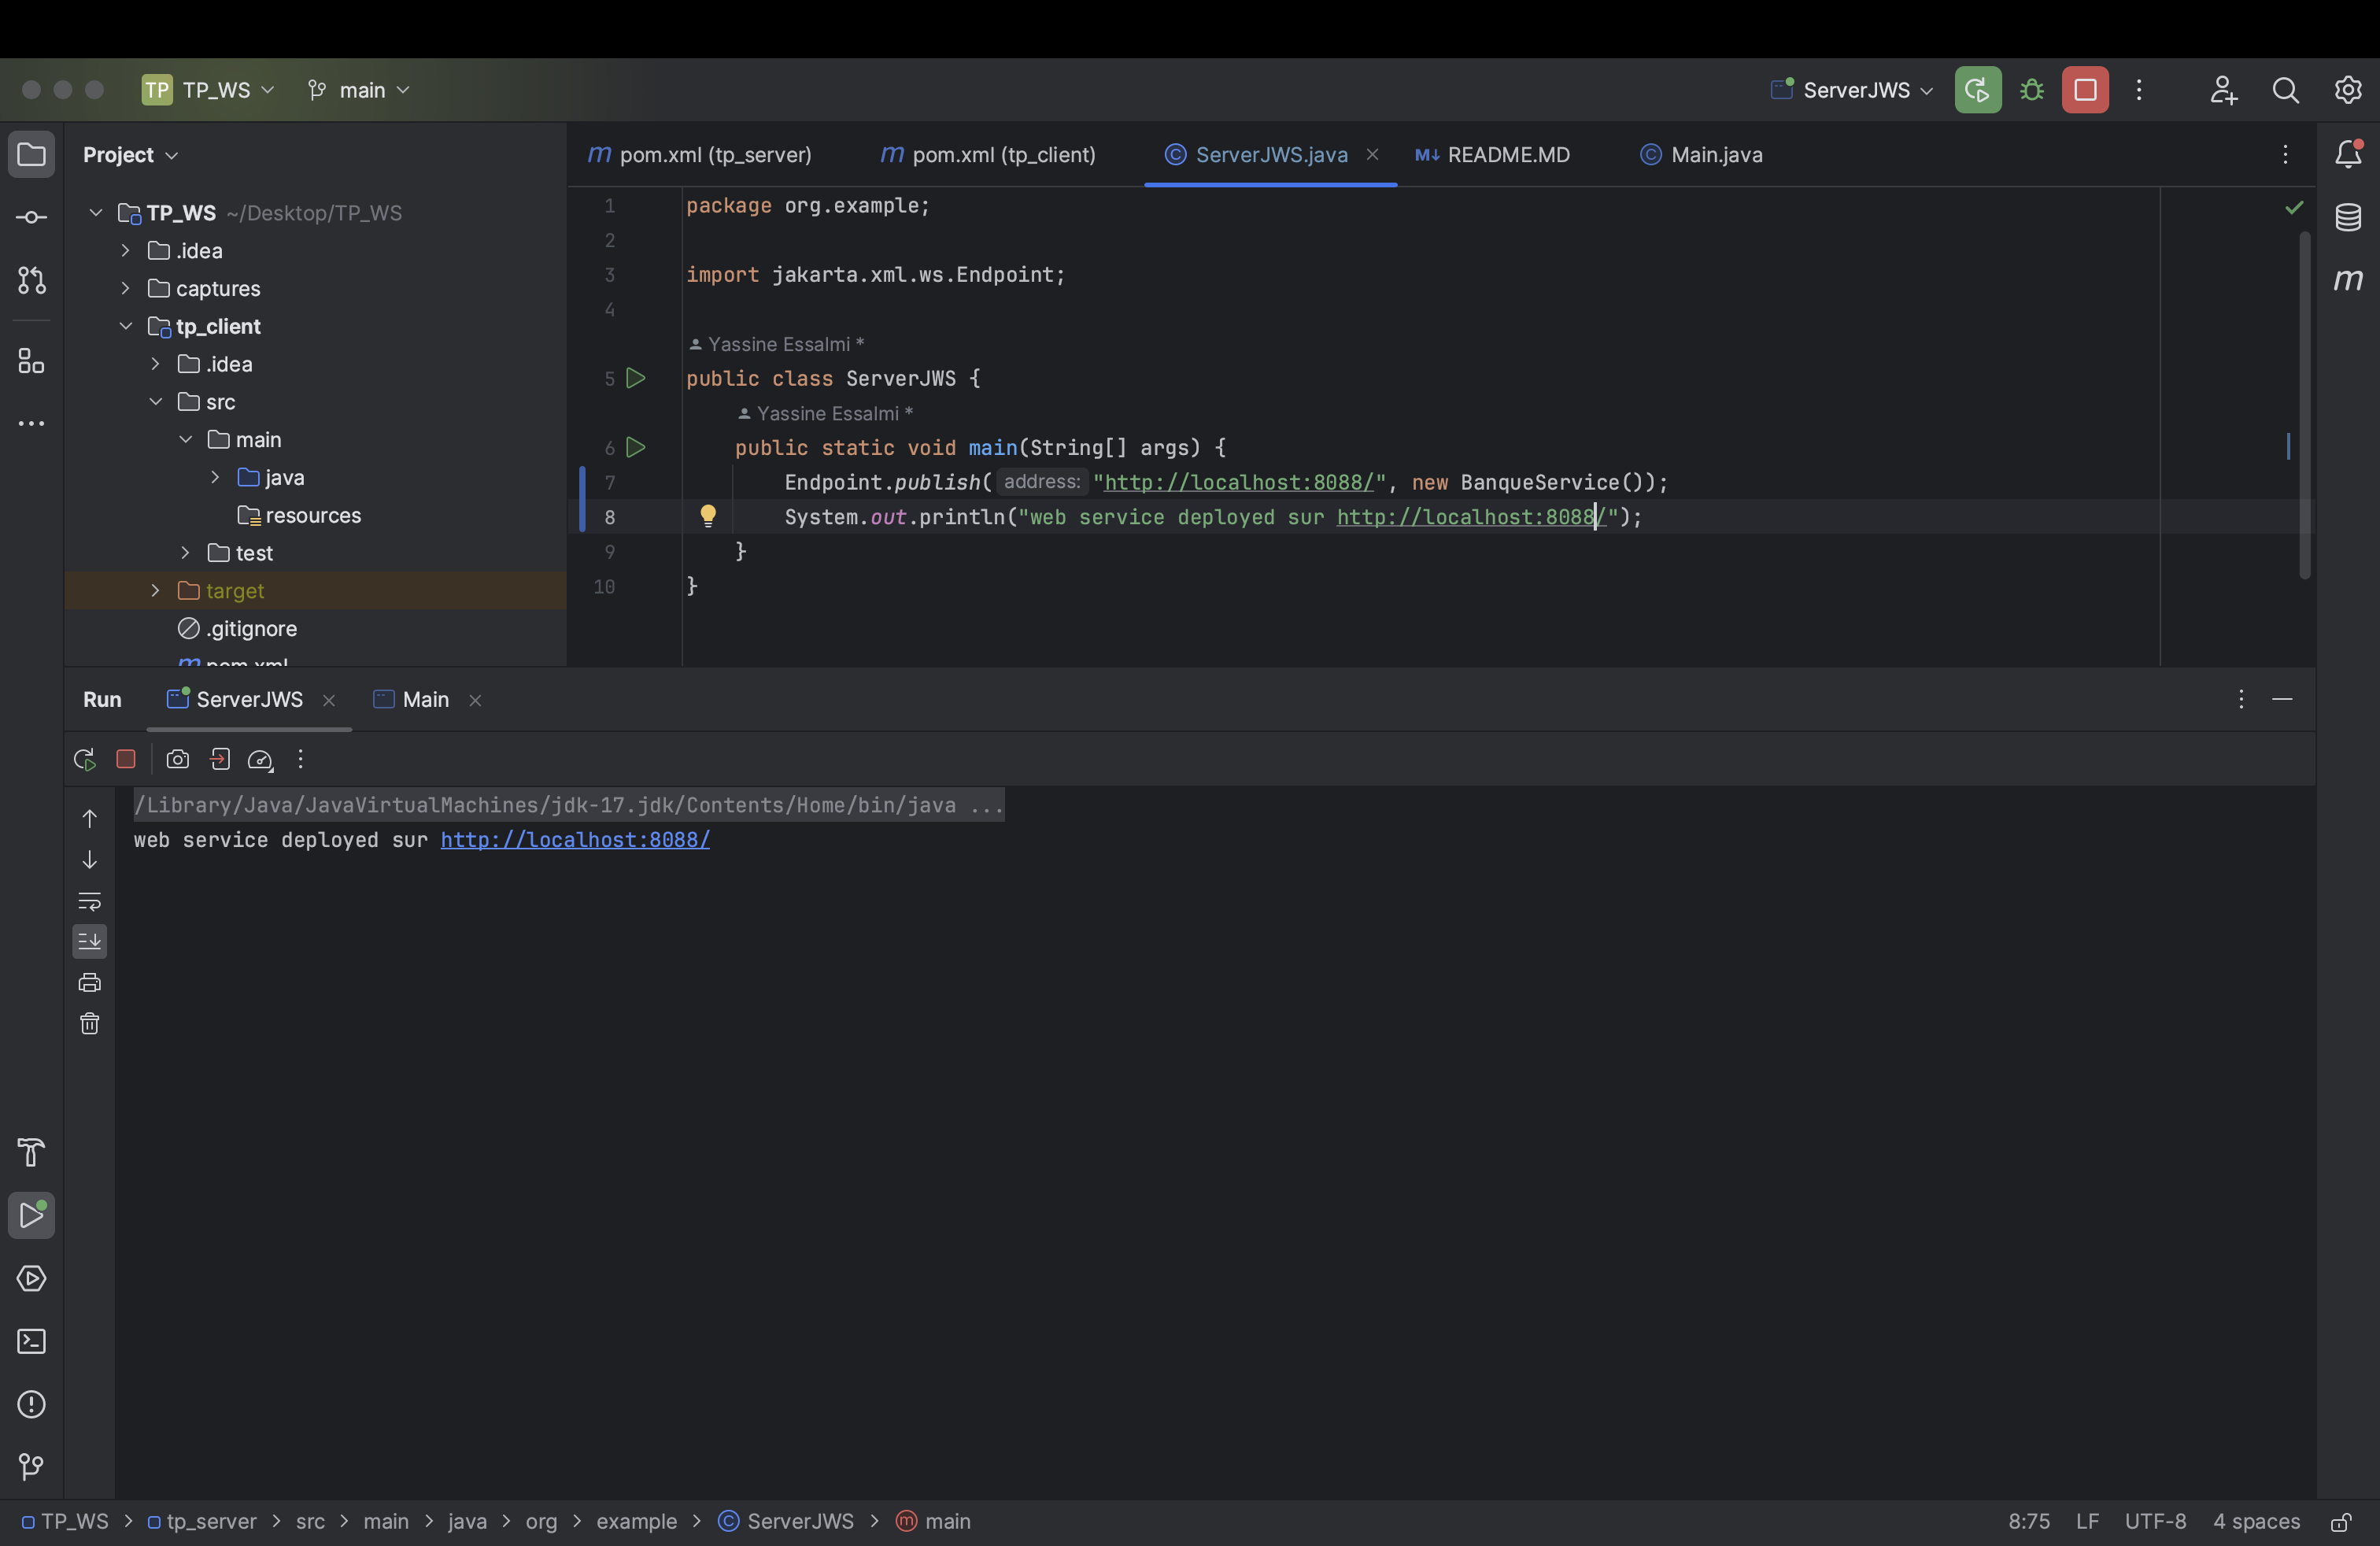 TP TP_WS main ServerJWS
Project
pom.xml (tp_server) pom.xml (tp_client) ServerJWS.java README.MD Main.java
TP_WS ~/Desktop/TP_WS
.idea
captures
tp_client
.idea
src
main
java
resources
test
target
.gitignore
pom.xml
1 package org.example;
2
3 import jakarta.xml.ws.Endpoint;
4
Yassine Essalmi *
5 public class ServerJWS {
Yassine Essalmi *
6 public static void main(String[] args) {
7 Endpoint.publish( address: "http://localhost:8088/", new BanqueService());
8 System.out.println("web service deployed sur http://localhost:8088/");
9 }
10 }
Run ServerJWS Main
/Library/Java/JavaVirtualMachines/jdk-17.jdk/Contents/Home/bin/java ...
web service deployed sur http://localhost:8088/
TP_WS > tp_server > src > main > java > org > example > ServerJWS > main 8:75 LF UTF-8 4 spaces